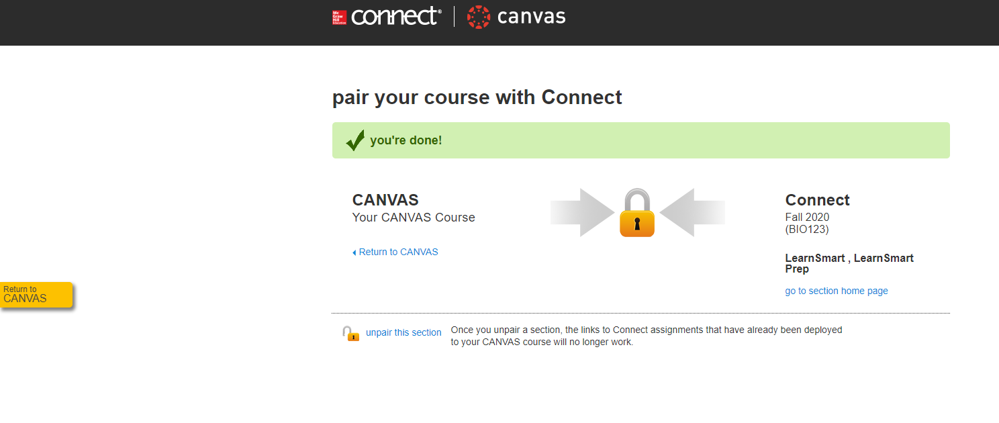 Mc
Graw
Hill
Education
connect®
canvas
pair your course with Connect
you're done!
CANVAS
Your CANVAS Course
Return to CANVAS
Connect
Fall 2020
(BIO123)
LearnSmart , LearnSmart
Prep
go to section home page
Return to
CANVAS
unpair this section
Once you unpair a section, the links to Connect assignments that have already been deployed
to your CANVAS course will no longer work.